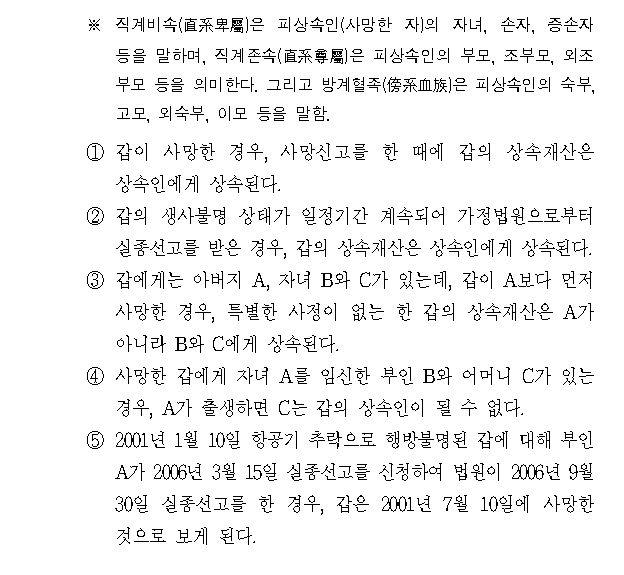 ※ 직계비속(直系卑屬)은 피상속인(사망한 자)의 자녀, 손자, 증손자
등을 말하며, 직계존속(直系尊屬)은 피상속인의 부모, 조부모, 외조
부모 등을 의미한다. 그리고 방계혈족(傍系血族)은 피상속인의 숙부,
고모, 외숙부, 이모 등을 말함.
① 갑이 사망한 경우, 사망신고를 한 때에 갑의 상속재산은
상속인에게 상속된다.
② 갑의 생사불명 상태가 일정기간 계속되어 가정법원으로부터
실종선고를 받은 경우, 갑의 상속재산은 상속인에게 상속된다.
③ 갑에게는 아버지 A, 자녀 B와 C가 있는데, 갑이 A보다 먼저
사망한 경우, 특별한 사정이 없는 한 갑의 상속재산은 A가
아니라 B와 C에게 상속된다.
④ 사망한 갑에게 자녀 A를 임신한 부인 B와 어머니 C가 있는
경우, A가 출생하면 C는 갑의 상속인이 될 수 없다.
⑤ 2001년 1월 10일 항공기 추락으로 행방불명된 갑에 대해 부인
A가 2006년 3월 15일 실종선고를 신청하여 법원이 2006년 9월
30일 실종선고를 한 경우, 갑은 2001년 7월 10일에 사망한
것으로 보게 된다.